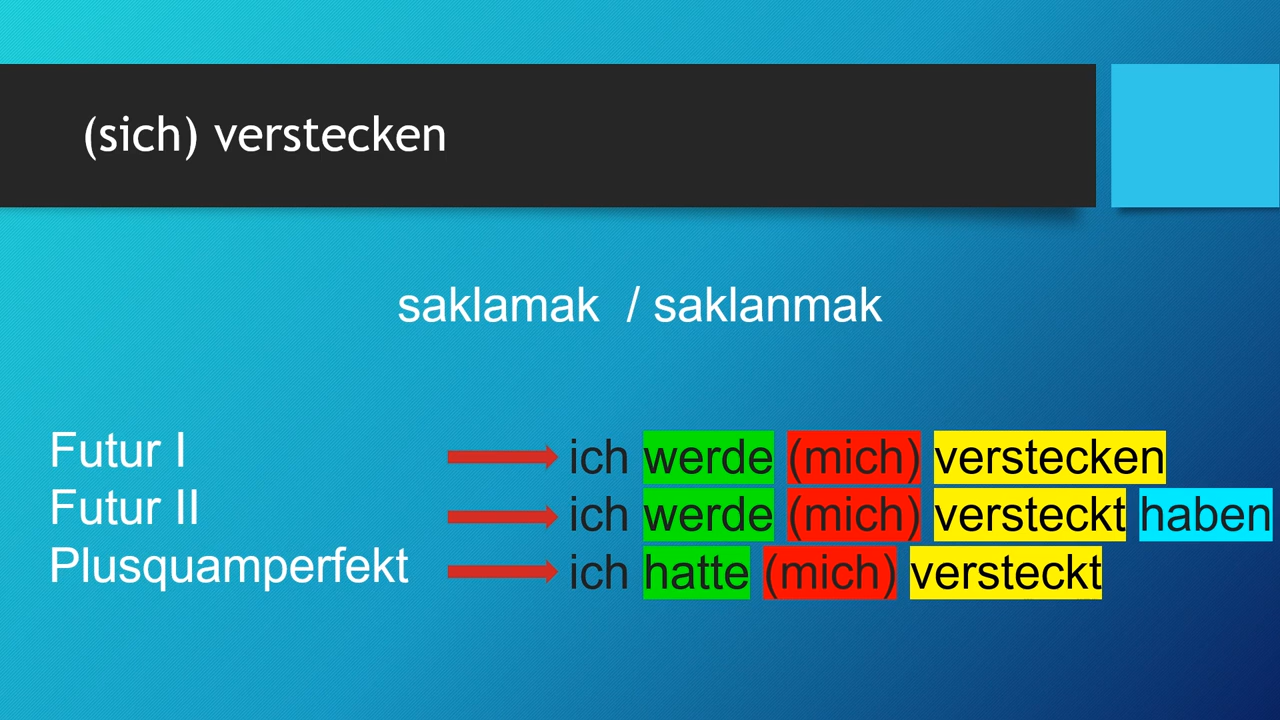 (sich) verstecken
saklamak / saklanmak
Futur I ich werde (mich) verstecken
Futur II ich werde (mich) versteckt haben
Plusquamperfekt ich hatte (mich) versteckt